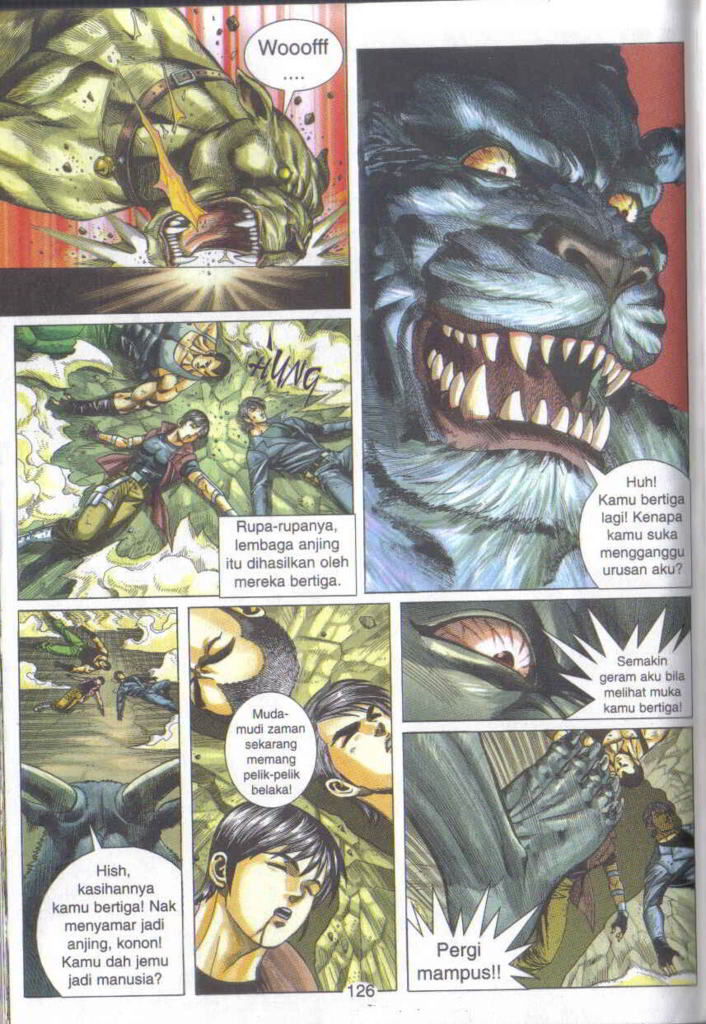 Wooofff
....
HUNG
Rupa-rupanya,
lembaga anjing
itu dihasilkan oleh
mereka bertiga.
Huh!
Kamu bertiga
lagi! Kenapa
kamu suka
mengganggu
urusan aku?
Hish,
kasihannya
kamu bertiga! Nak
menyamar jadi
anjing, konon!
Kamu dah jemu
jadi manusia?
Muda-
mudi zaman
sekarang
memang
pelik-pelik
belaka!
Semakin
geram aku bila
melihat muka
kamu bertiga!
Pergi
mampus!!
126